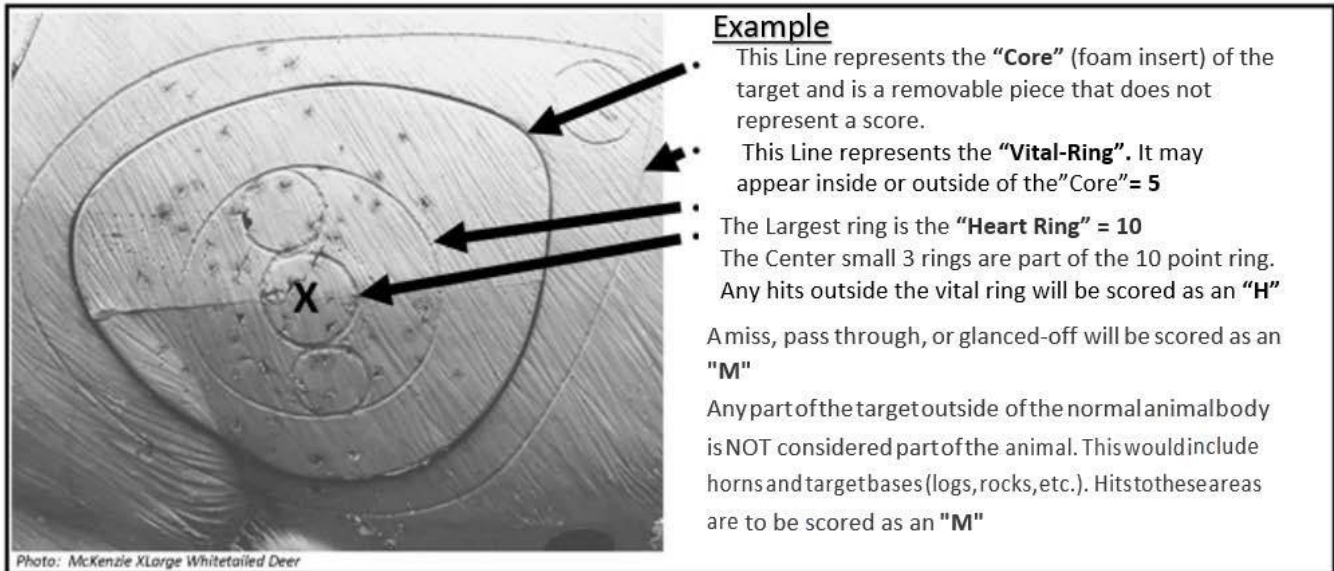 Example
This Line represents the “Core” (foam insert) of the
target and is a removable piece that does not
represent a score.
This Line represents the “Vital-Ring”. It may
appear inside or outside of the”Core”= 5
The Largest ring is the “Heart Ring” = 10
The Center small 3 rings are part of the 10 point ring.
Any hits outside the vital ring will be scored as an “H”
A miss, pass through, or glanced-off will be scored as an
"M"
Any part of the target outside of the normal animal body
is NOT considered part of the animal. This would include
horns and target bases (logs, rocks, etc.). Hits to these areas
are to be scored as an "M"
X
Photo: McKenzie XLarge Whitetailed Deer